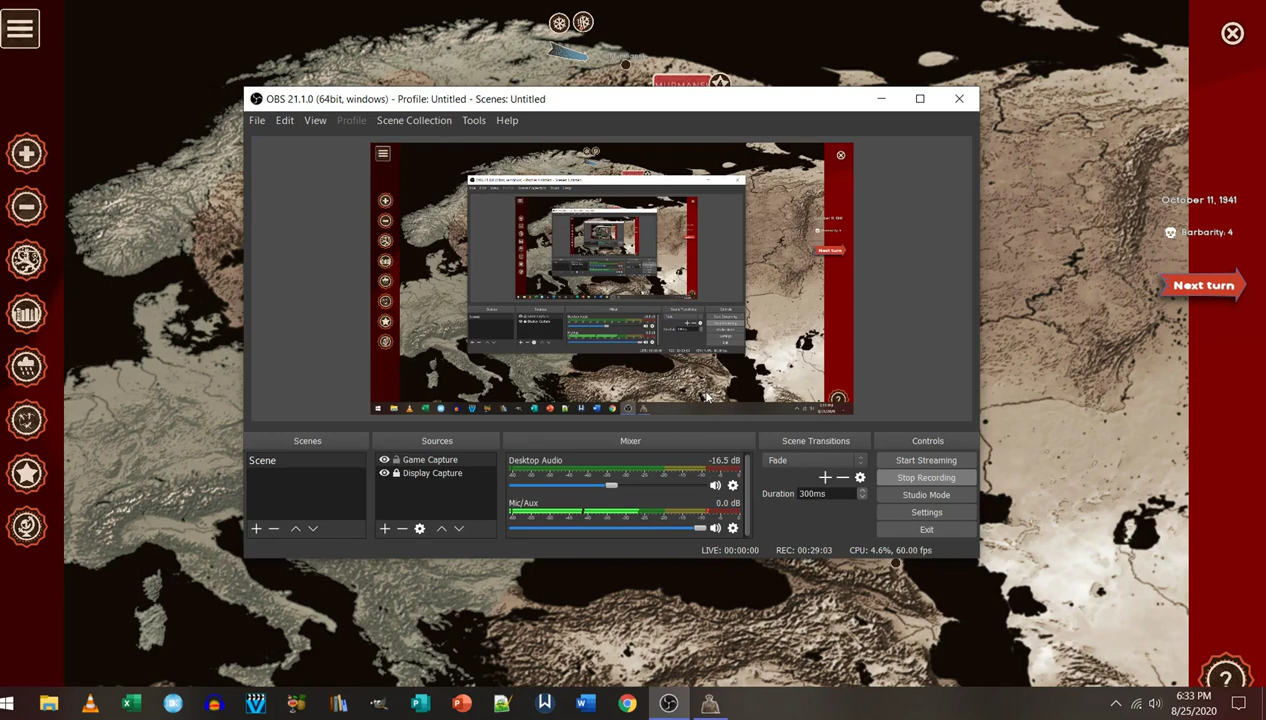 MURMANSK
OBS 21.1.0 (64bit, windows) - Profile: Untitled - Scenes: Untitled
File Edit View Profile Scene Collection Tools Help
October 11, 1941
Barbarity: 4
Next turn
Next turn
Scenes Sources Mixer Scene Transitions Controls
Scene
Game Capture
Display Capture
Desktop Audio -16.5 dB
Mic/Aux 0.0 dB
Fade
Duration 300ms
Start Streaming
Stop Recording
Studio Mode
Settings
Exit
LIVE: 00:00:00 REC: 00:29:03 CPU: 4.6%, 60.00 fps
?
6:33 PM
8/25/2020